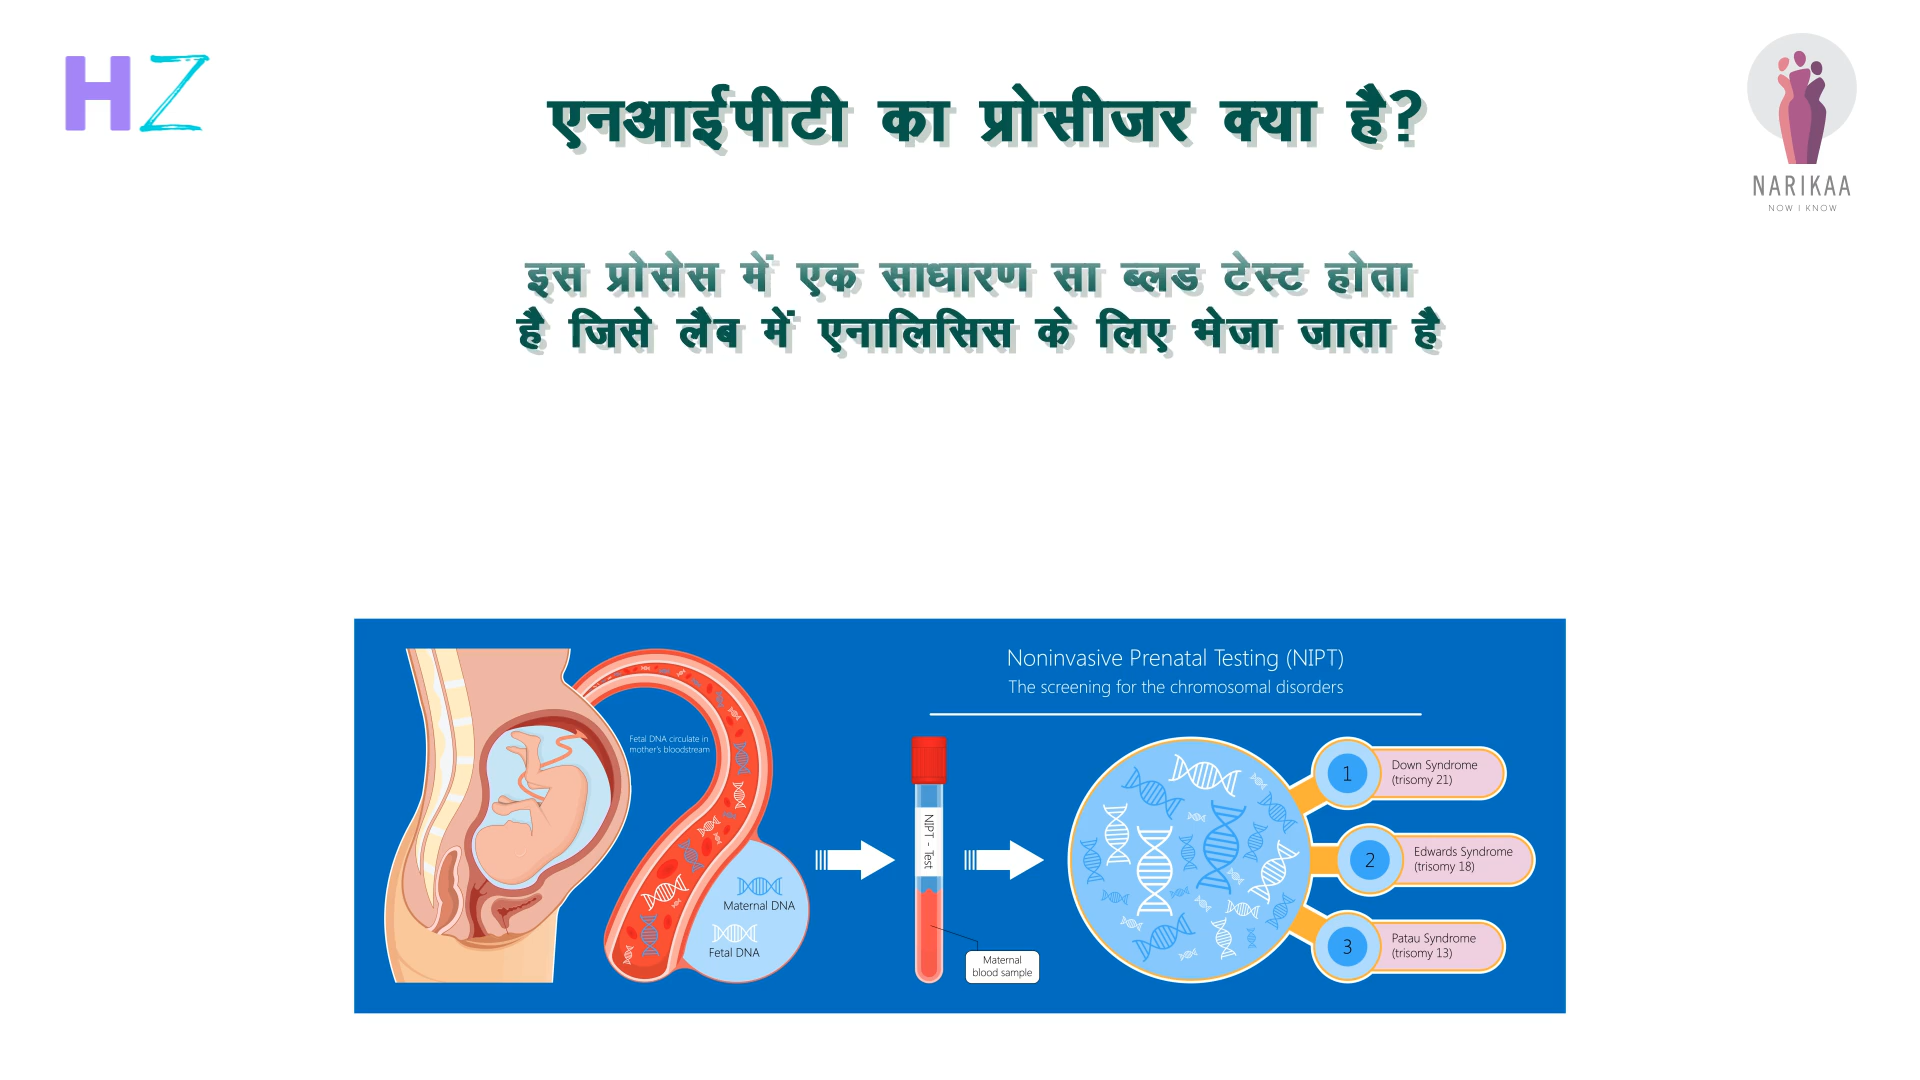 HZ
एनआईपीटी का प्रोसीजर क्या है?
NARIKAA
NOW I KNOW
इस प्रोसेस में एक साधारण सा ब्लड टेस्ट होता
है जिसे लैब में एनालिसिस के लिए भेजा जाता है
Noninvasive Prenatal Testing (NIPT)
The screening for the chromosomal disorders
Fetal DNA circulate in
mother's bloodstream
Maternal DNA
Fetal DNA
NIPT - Test
Maternal
blood sample
1
Down Syndrome
(trisomy 21)
2
Edwards Syndrome
(trisomy 18)
3
Patau Syndrome
(trisomy 13)